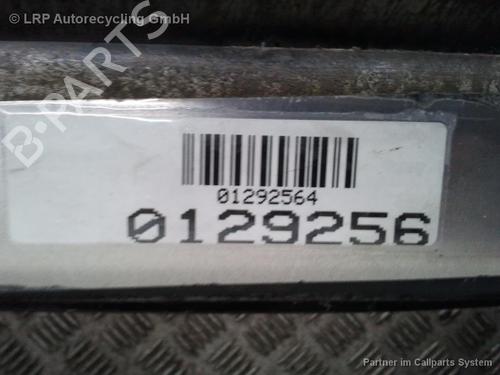 © LRP Autorecycling GmbH
B-PARTS
01292564
0129256
Partner im Callparts System